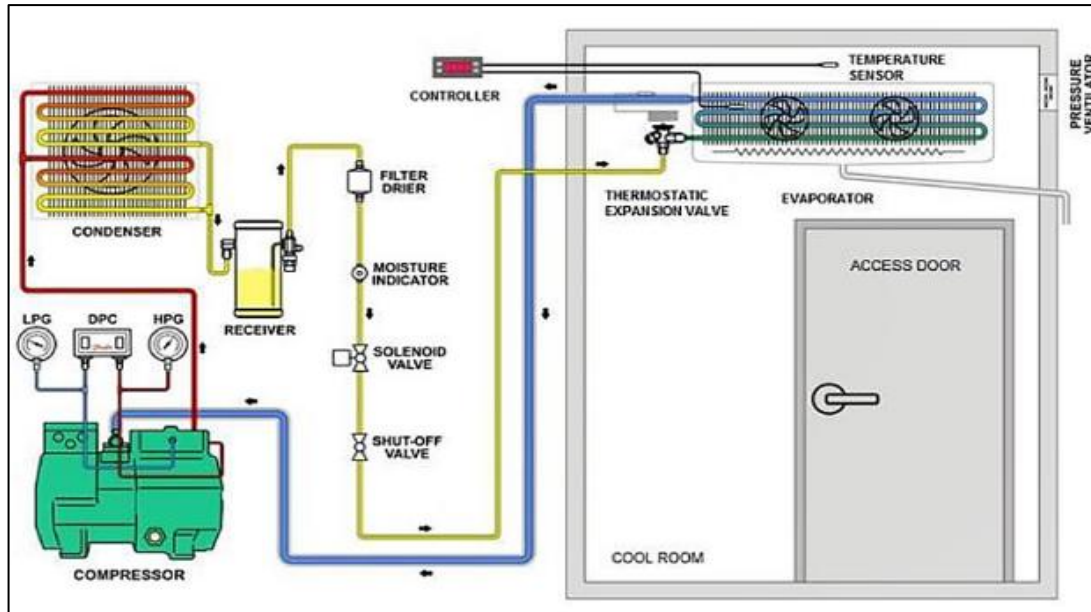 TEMPERATURE
SENSOR
CONTROLLER
PRESSURE
VENTILATOR
FILTER
DRIER
THERMOSTATIC
EXPANSION VALVE
EVAPORATOR
CONDENSER
MOISTURE
INDICATOR
ACCESS DOOR
RECEIVER
LPG
DPC
HPG
SOLENOID
VALVE
SHUT-OFF
VALVE
COOL ROOM
COMPRESSOR